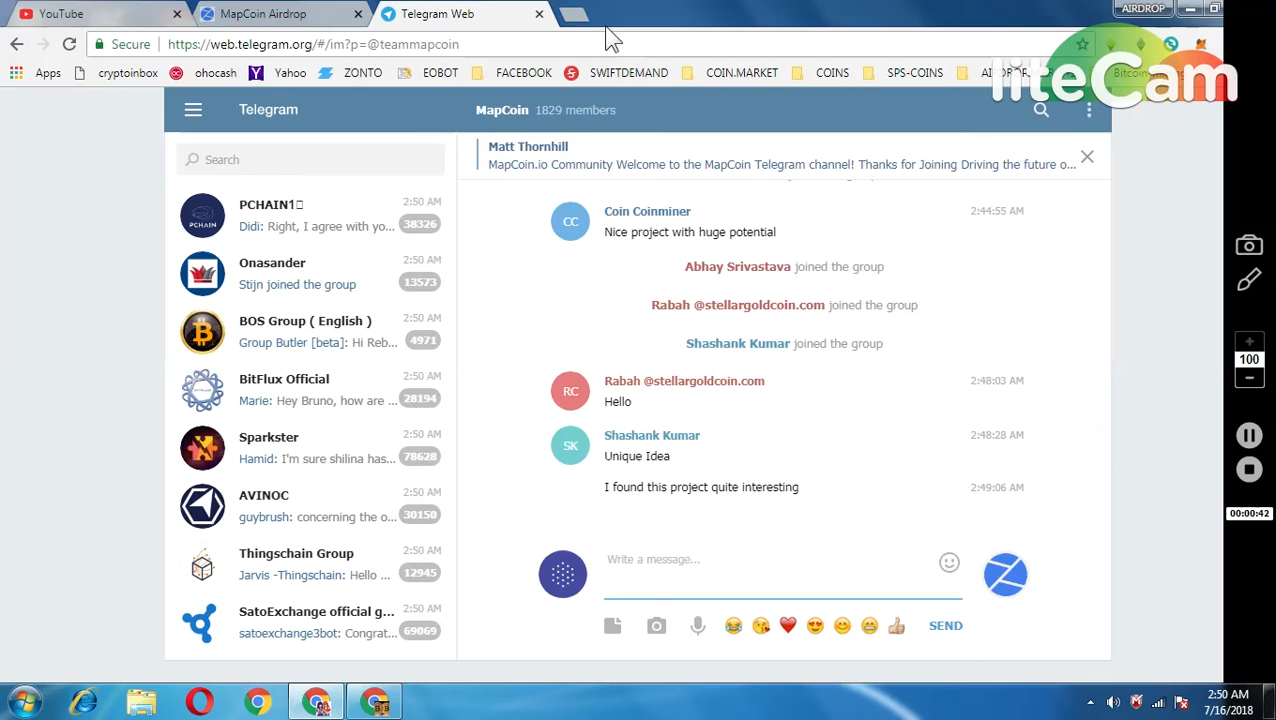 YouTube
MapCoin Airdrop
Telegram Web
AIRDROP
Secure
https://web.telegram.org/#/im?p=@teammapcoin
Apps
cryptoinbox
ohocash
Yahoo
EOBOT
FACEBOOK
SWIFTDEMAND
COIN.MARKET
COINS
SPS-COINS
liteCam
Telegram
MapCoin 1829 members
Search
Matt Thornhill
MapCoin.io Community Welcome to the MapCoin Telegram channel! Thanks for Joining Driving the future o...
PCHAIN1 2:50 AM
Didi: Right, I agree with yo... 38326
Onasander 2:50 AM
Stijn joined the group 13573
BOS Group ( English ) 2:50 AM
Group Butler [beta]: Hi Reb... 4971
BitFlux Official 2:50 AM
Marie: Hey Bruno, how are ... 28194
Sparkster 2:50 AM
Hamid: I'm sure shilina has... 78628
AVINOC 2:50 AM
guybrush: concerning the o... 30150
Thingschain Group 2:50 AM
Jarvis -Thingschain: Hello ... 12945
SatoExchange official g... 2:50 AM
satoexchange3bot: Congrat... 69069
PCHAIN
CC
Coin Coinminer 2:44:55 AM
Nice project with huge potential
Abhay Srivastava joined the group
Rabah @stellargoldcoin.com joined the group
Shashank Kumar joined the group
RC
Rabah @stellargoldcoin.com 2:48:03 AM
Hello
SK
Shashank Kumar 2:48:28 AM
Unique Idea
I found this project quite interesting 2:49:06 AM
Write a message...
SEND
100
00:00:42
2:50 AM
7/16/2018